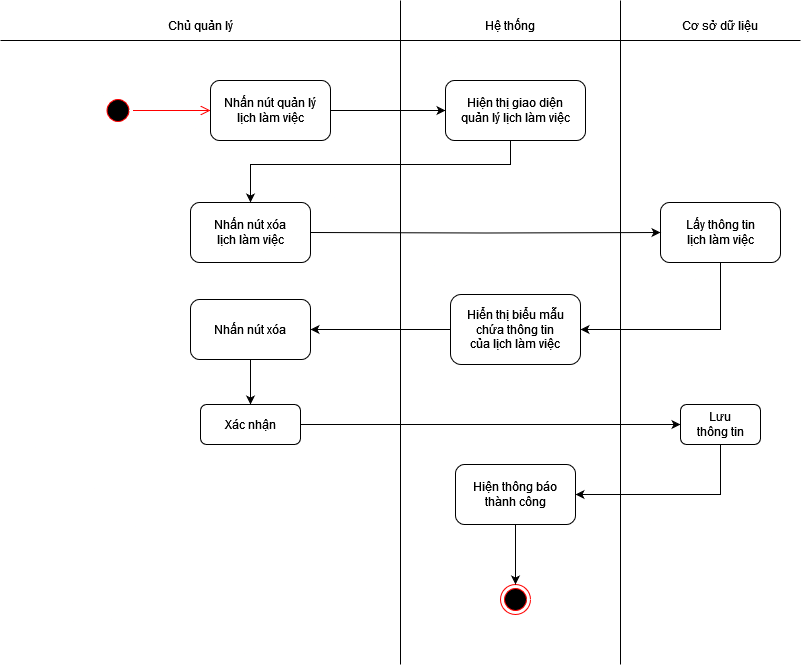 Chủ quản lý
Hệ thống
Cơ sở dữ liệu
Nhấn nút quản lý
lịch làm việc
Hiện thị giao diện
quản lý lịch làm việc
Nhấn nút xóa
lịch làm việc
Lấy thông tin
lịch làm việc
Hiển thị biểu mẫu
chứa thông tin
của lịch làm việc
Nhấn nút xóa
Xác nhận
Lưu
thông tin
Hiện thông báo
thành công